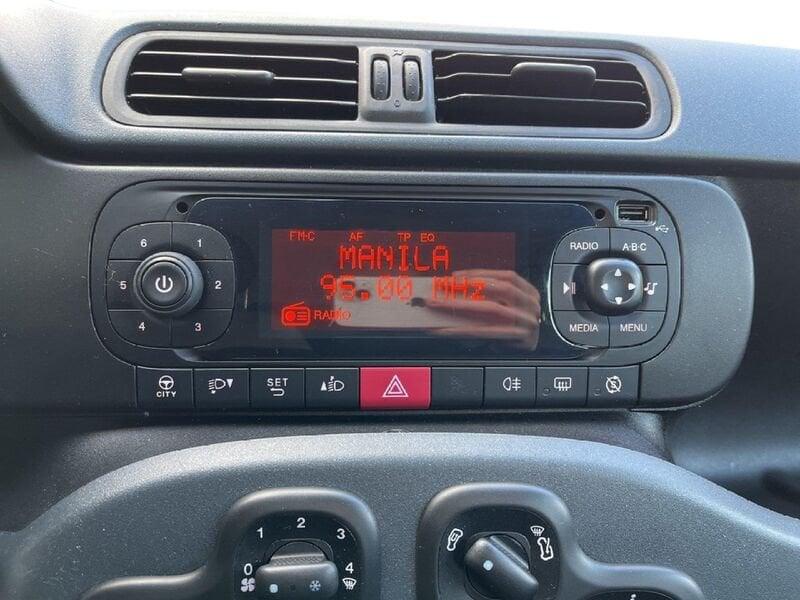 FM-C AF TP EQ
MANILA
95.00 MHz
RADIO
6 1
5 2
4 3
RADIO A·B·C
MEDIA MENU
CITY
SET
1 2 3
0 4